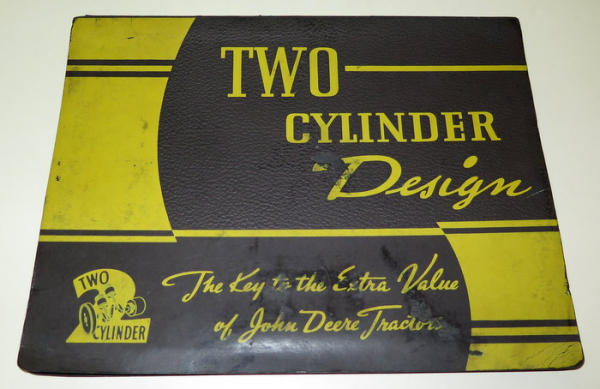 TWO
CYLINDER
Design
The Key to the Extra Value
of John Deere Tractors
TWO
CYLINDER